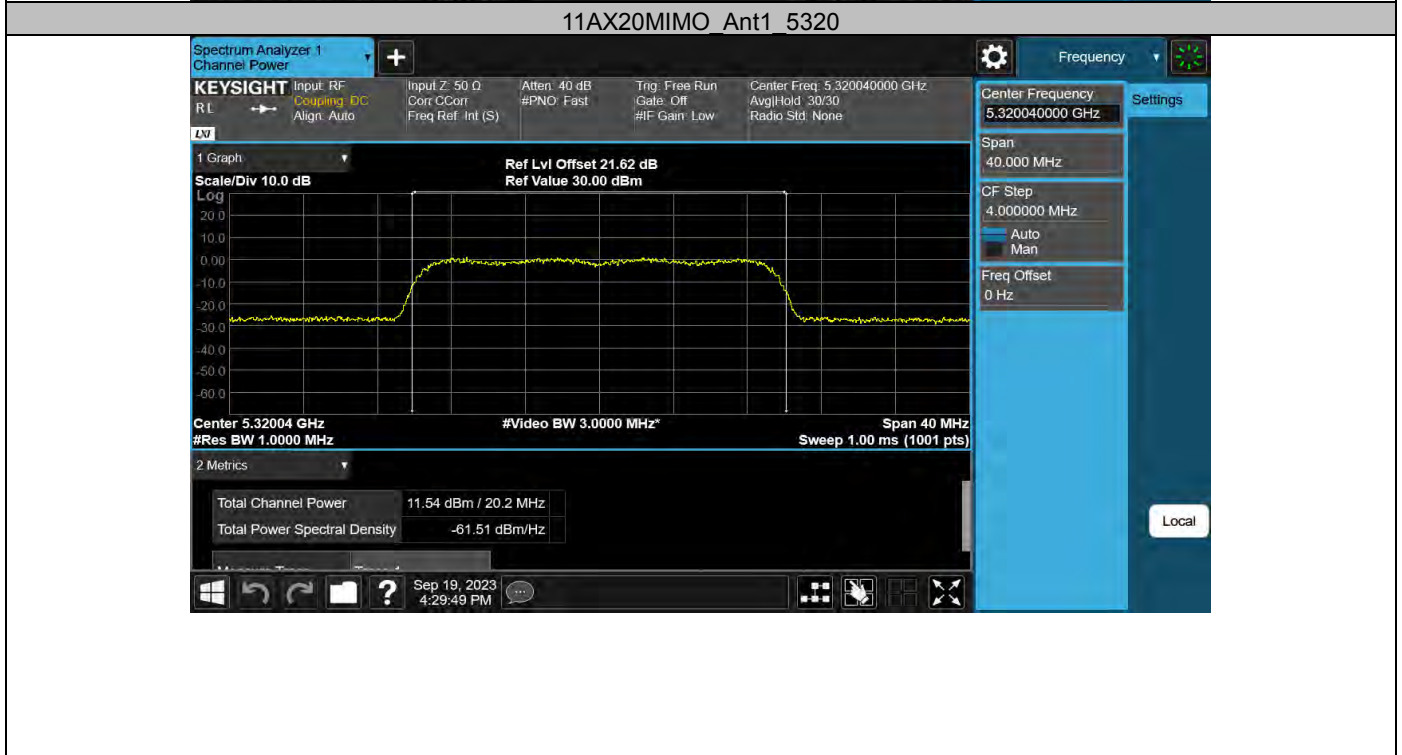 11AX20MIMO_Ant1_5320
Spectrum Analyzer 1
Channel Power
+
Frequency
KEYSIGHT
RL
LXI
Input: RF
Coupling: DC
Align: Auto
Input Z: 50 Ω
Corr CCorr
Freq Ref: Int (S)
Atten: 40 dB
#PNO: Fast
Trig: Free Run
Gate: Off
#IF Gain: Low
Center Freq: 5.320040000 GHz
Avg|Hold: 30/30
Radio Std: None
Center Frequency
5.320040000 GHz
Settings
Span
40.000 MHz
CF Step
4.000000 MHz
Auto
Man
Freq Offset
0 Hz
1 Graph
Scale/Div 10.0 dB
Ref Lvl Offset 21.62 dB
Ref Value 30.00 dBm
Log
20.0
10.0
0.00
-10.0
-20.0
-30.0
-40.0
-50.0
-60.0
Center 5.32004 GHz
#Video BW 3.0000 MHz*
Span 40 MHz
#Res BW 1.0000 MHz
Sweep 1.00 ms (1001 pts)
2 Metrics
Total Channel Power 11.54 dBm / 20.2 MHz
Total Power Spectral Density -61.51 dBm/Hz
Local
?
Sep 19, 2023
4:29:49 PM